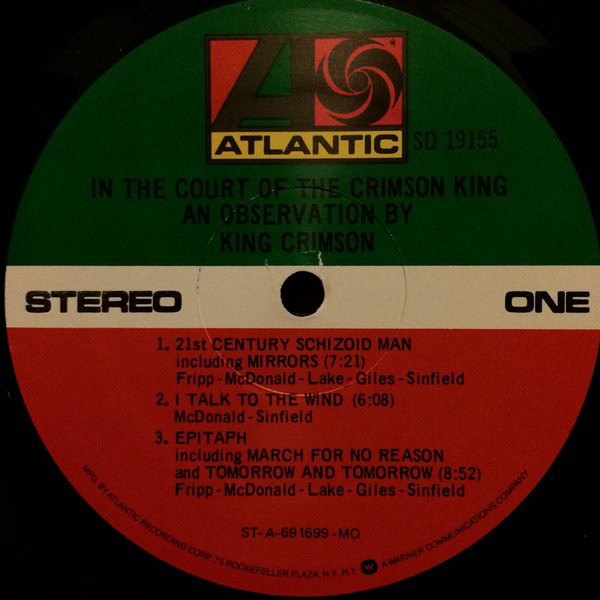 ATLANTIC
SD 19155
IN THE COURT OF THE CRIMSON KING
AN OBSERVATION BY
KING CRIMSON
STEREO
ONE
1. 21st CENTURY SCHIZOID MAN
including MIRRORS (7:21)
Fripp-McDonald-Lake-Giles-Sinfield
2. I TALK TO THE WIND (6:08)
McDonald-Sinfield
3. EPITAPH
including MARCH FOR NO REASON
and TOMORROW AND TOMORROW (8:52)
Fripp-McDonald-Lake-Giles-Sinfield
ST-A-691699-MO
MFG. BY ATLANTIC RECORDING CORP. 75 ROCKEFELLER PLAZA, N.Y., N.Y. W A WARNER COMMUNICATIONS COMPANY